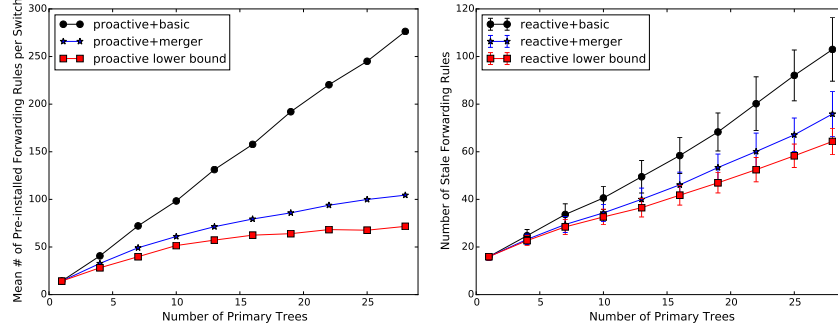 Mean # of Pre-installed Forwarding Rules per Switch
300
250
200
150
100
50
0
proactive+basic
proactive+merger
proactive lower bound
0 5 10 15 20 25
Number of Primary Trees
Number of Stale Forwarding Rules
120
100
80
60
40
20
0
reactive+basic
reactive+merger
reactive lower bound
0 5 10 15 20 25
Number of Primary Trees